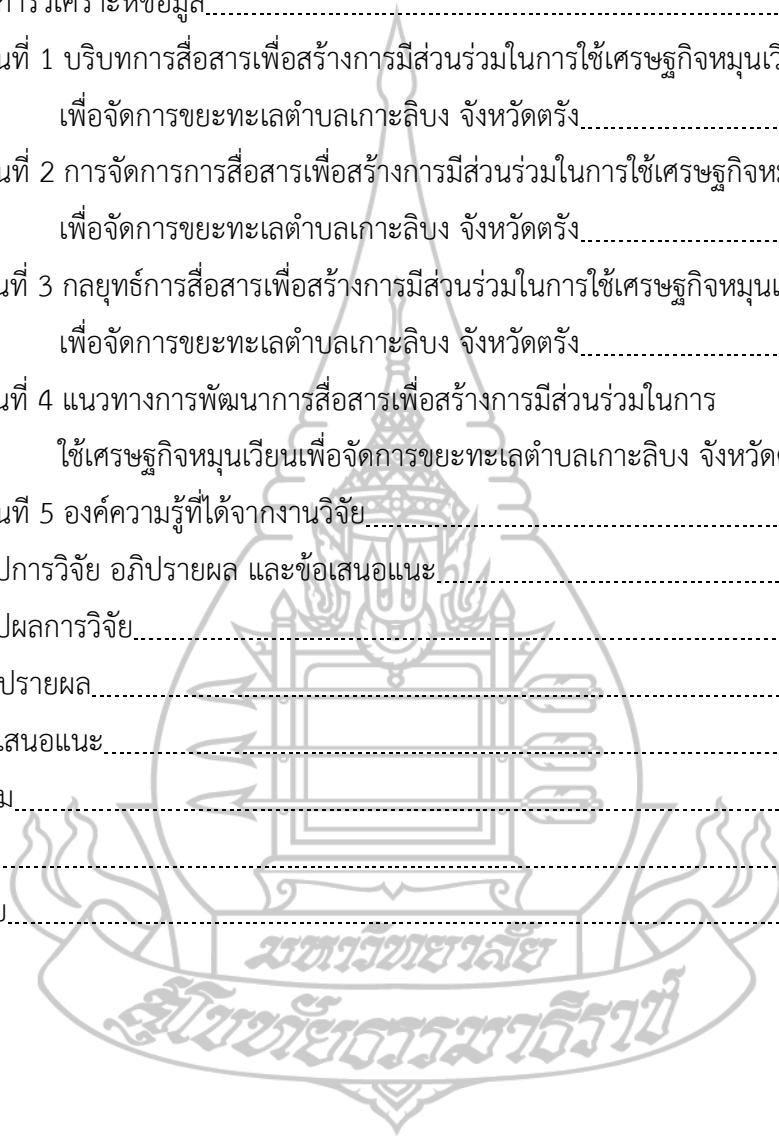 การวิเคราะห์ข้อมูล
นที่ 1 บริบทการสื่อสารเพื่อสร้างการมีส่วนร่วมในการใช้เศรษฐกิจหมุนเวี
เพื่อจัดการขยะทะเลตำบลเกาะลิบง จังหวัดตรัง
นที่ 2 การจัดการการสื่อสารเพื่อสร้างการมีส่วนร่วมในการใช้เศรษฐกิจหม
เพื่อจัดการขยะทะเลตำบลเกาะลิบง จังหวัดตรัง
นที่ 3 กลยุทธ์การสื่อสารเพื่อสร้างการมีส่วนร่วมในการใช้เศรษฐกิจหมุนเ
เพื่อจัดการขยะทะเลตำบลเกาะลิบง จังหวัดตรัง
นที่ 4 แนวทางการพัฒนาการสื่อสารเพื่อสร้างการมีส่วนร่วมในการ
ใช้เศรษฐกิจหมุนเวียนเพื่อจัดการขยะทะเลตำบลเกาะลิบง จังหวัด
นที 5 องค์ความรู้ที่ได้จากงานวิจัย
ปการวิจัย อภิปรายผล และข้อเสนอแนะ
ปผลการวิจัย
ปรายผล
เสนอแนะ
ม
ย
มหาวิทยาลัย
สุโขทัยธรรมาธิราช